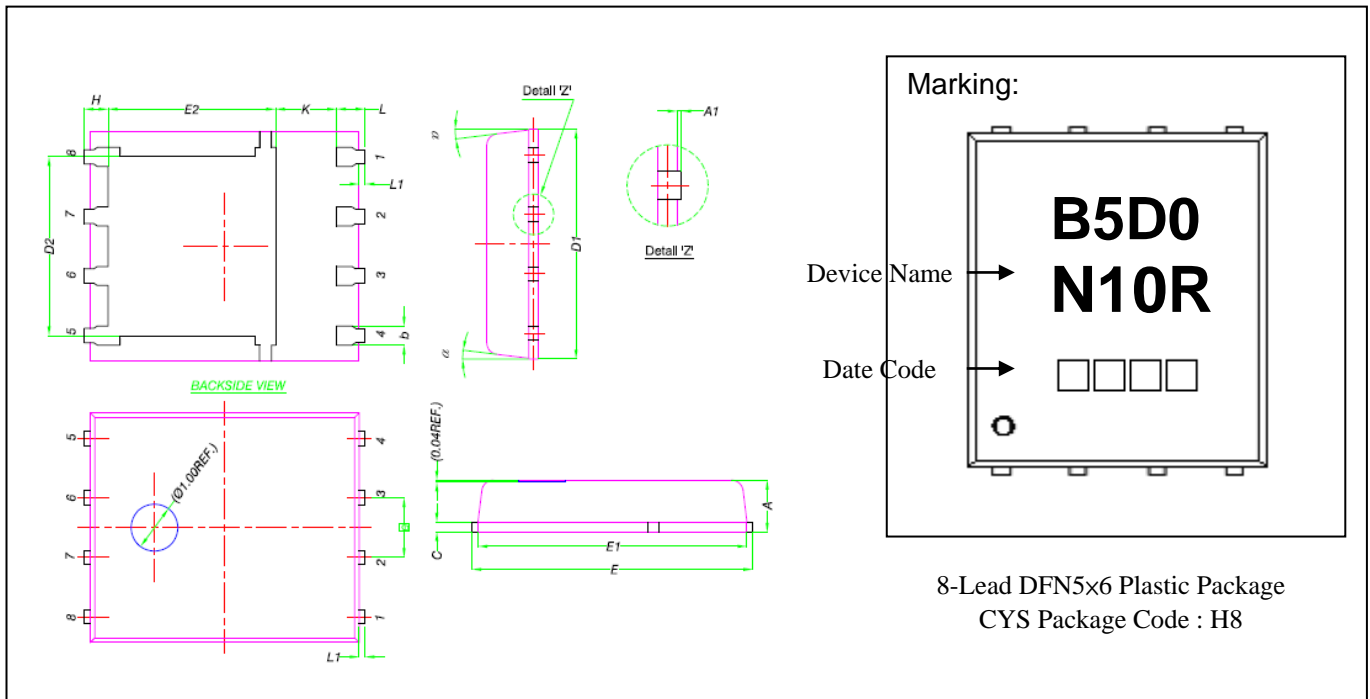 H E2 K L
8 1
L1
7 2
D2
6 3
5 4
b
BACKSIDE VIEW
α
Detail 'Z'
D1
α
A1
Detail 'Z'
5 4
(Ø1.00REF.)
6 3
e
7 2
8 1
L1
(0.04REF.)
A
C
E1
E
Marking:
B5D0
Device Name
N10R
Date Code
8-Lead DFN5×6 Plastic Package
CYS Package Code : H8